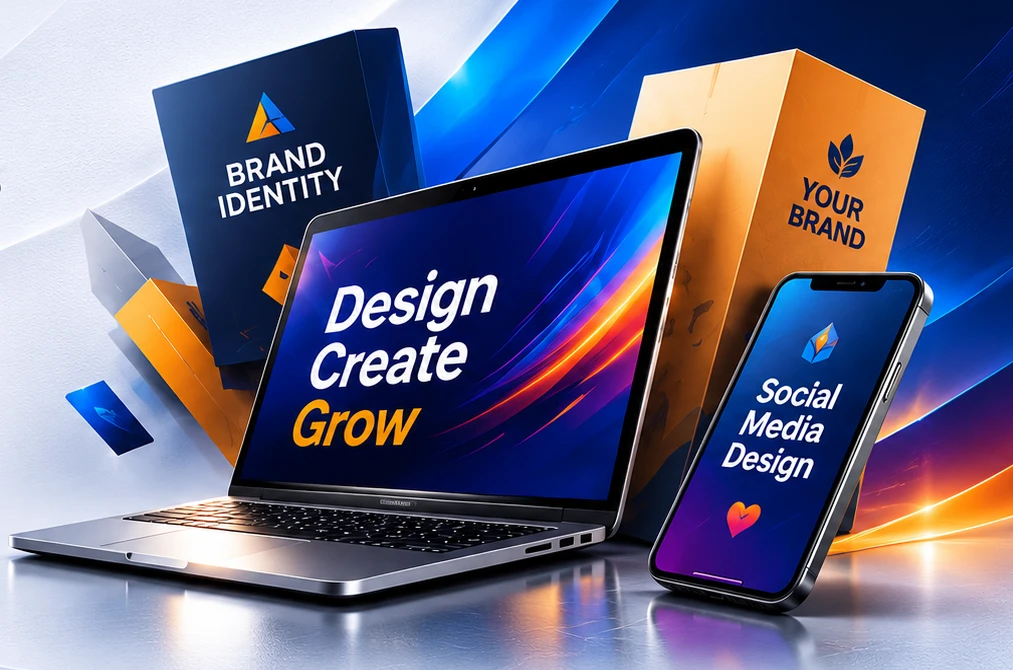 BRAND
IDENTITY
YOUR
BRAND
Design
Create
Grow
Social
Media
Design